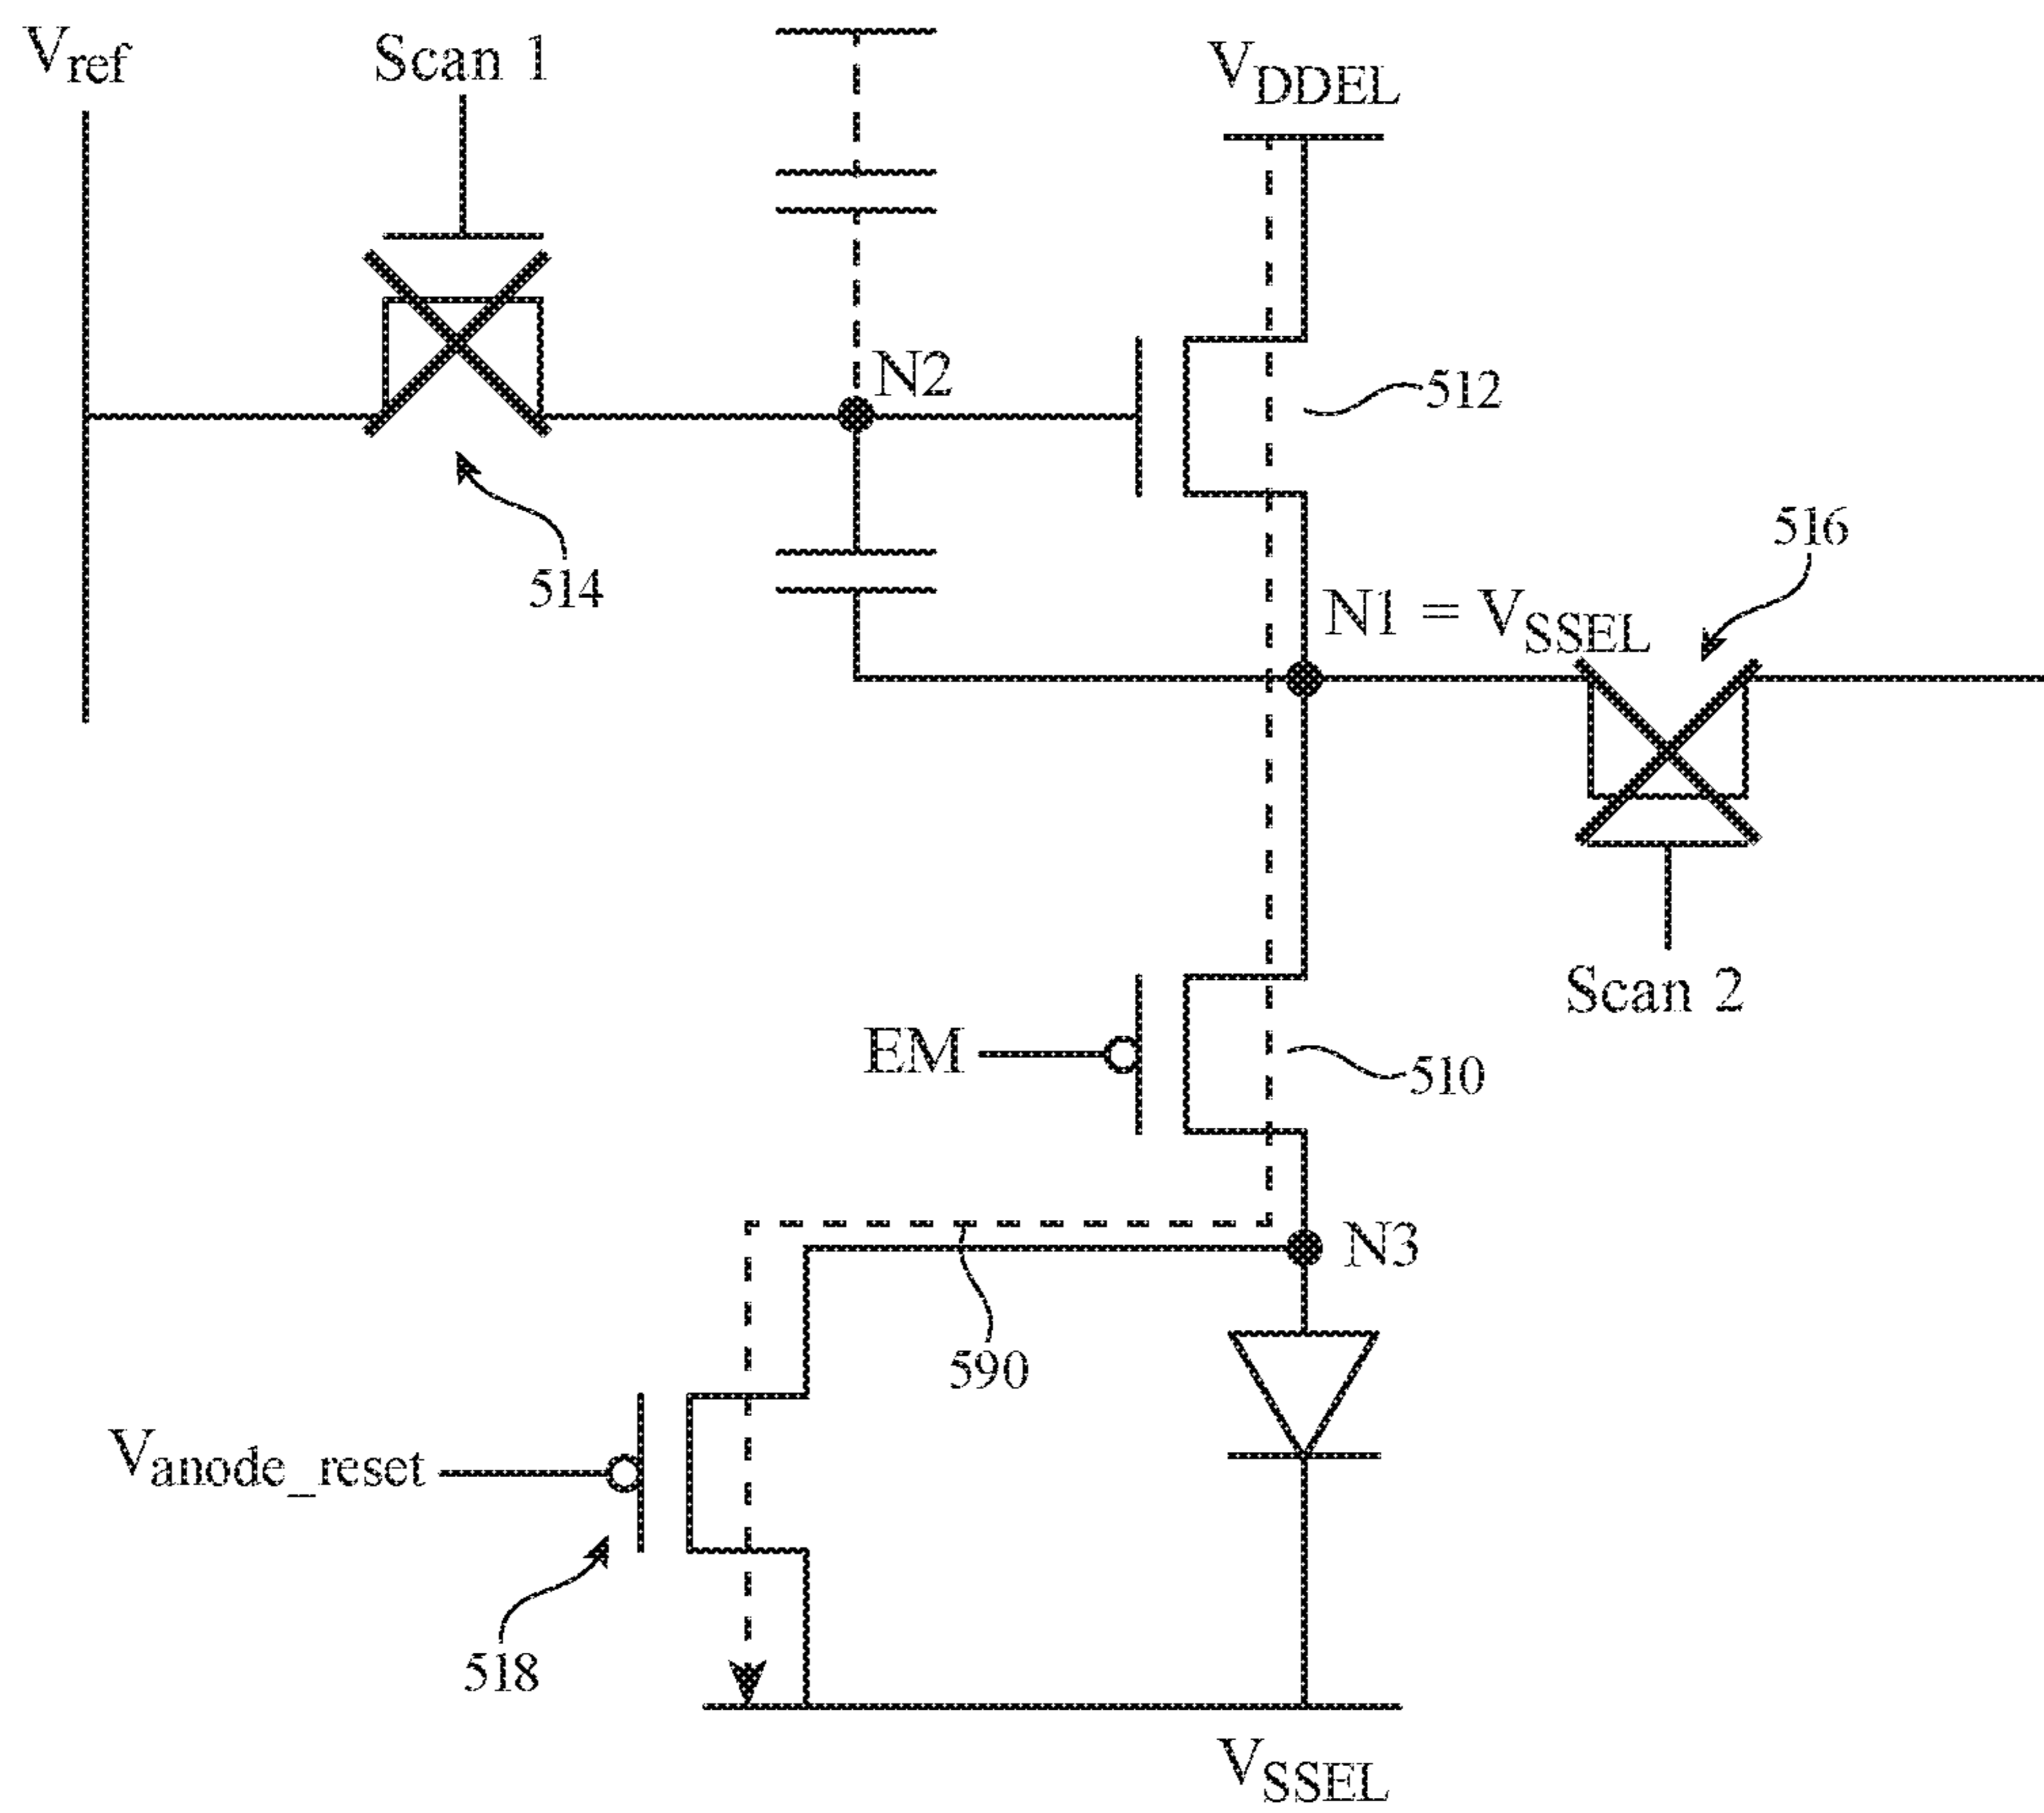 Vref
Scan 1
VDDEL
N2
512
516
514
N1 = VSSEL
Scan 2
EM
510
N3
590
Vanode_reset
518
VSSEL